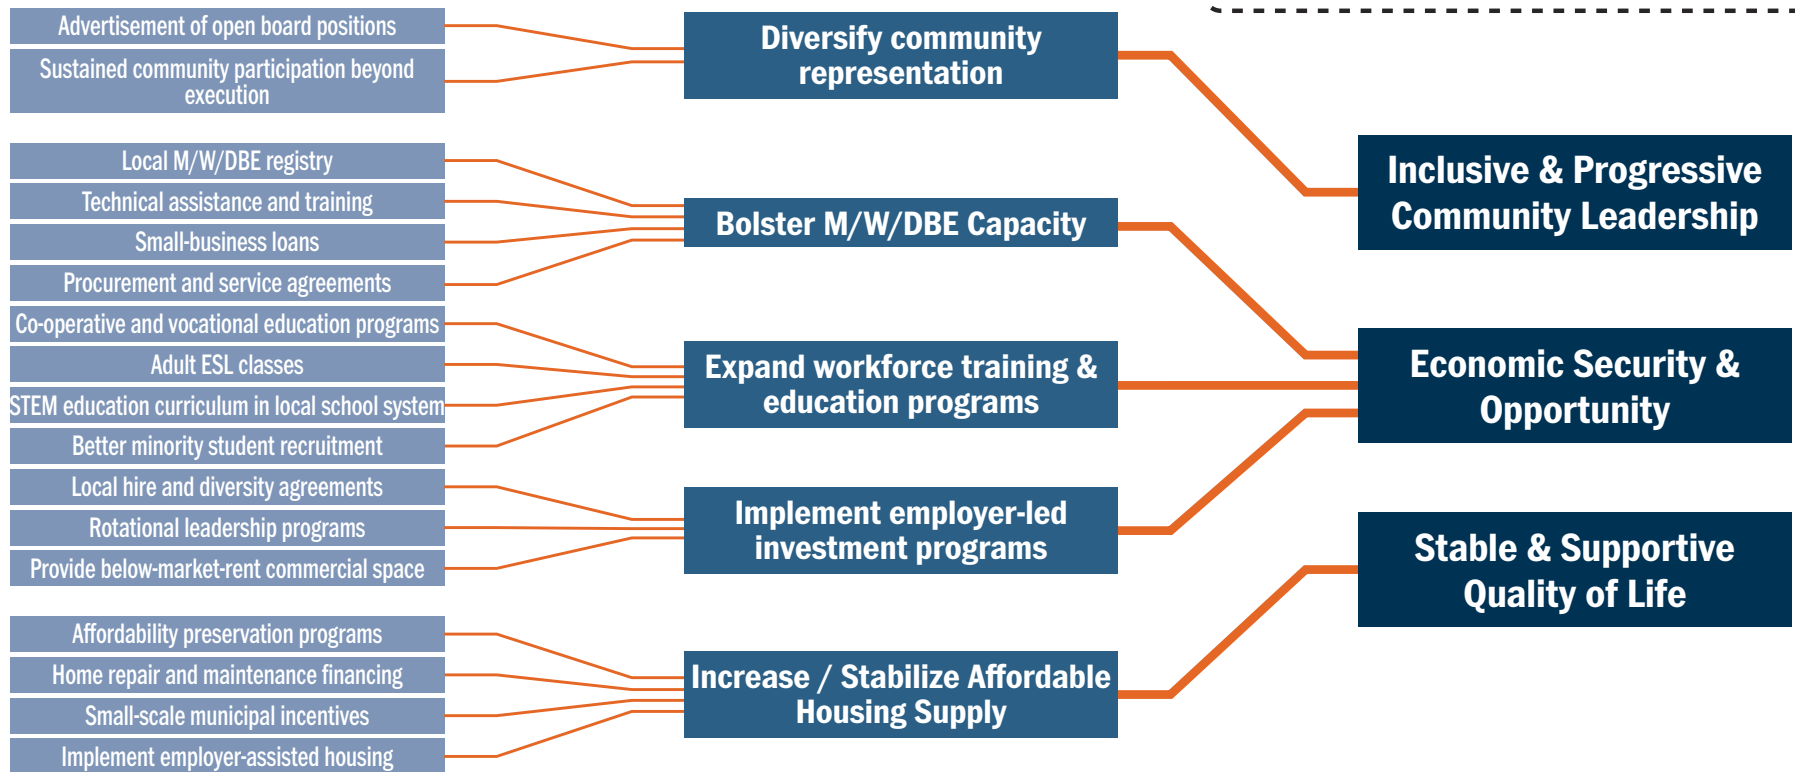 Advertisement of open board positions
Sustained community participation beyond
execution
Local M/W/DBE registry
Technical assistance and training
Small-business loans
Procurement and service agreements
Co-operative and vocational education programs
Adult ESL classes
STEM education curriculum in local school system
Better minority student recruitment
Local hire and diversity agreements
Rotational leadership programs
Provide below-market-rent commercial space
Affordability preservation programs
Home repair and maintenance financing
Small-scale municipal incentives
Implement employer-assisted housing
Diversify community
representation
Bolster M/W/DBE Capacity
Expand workforce training &
education programs
Implement employer-led
investment programs
Increase / Stabilize Affordable
Housing Supply
Inclusive & Progressive
Community Leadership
Economic Security &
Opportunity
Stable & Supportive
Quality of Life